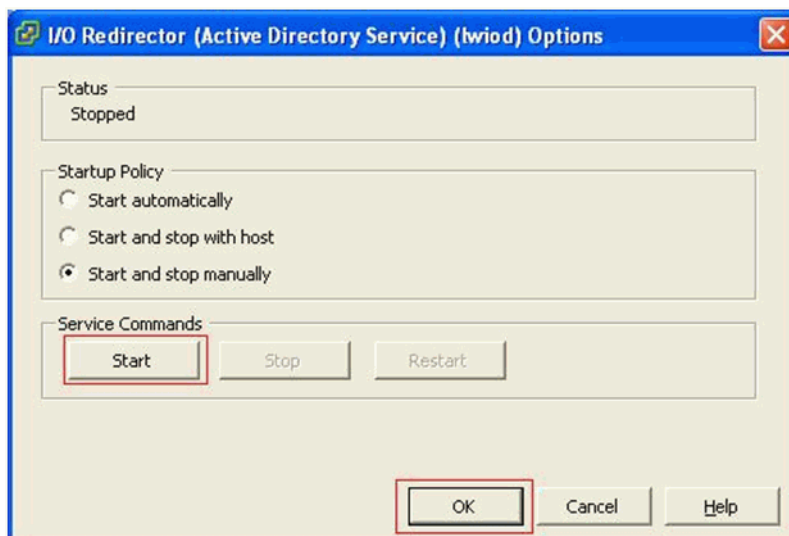 I/O Redirector (Active Directory Service) (lwiod) Options
Status
Stopped
Startup Policy
Start automatically
Start and stop with host
Start and stop manually
Service Commands
Start Stop Restart
OK Cancel Help